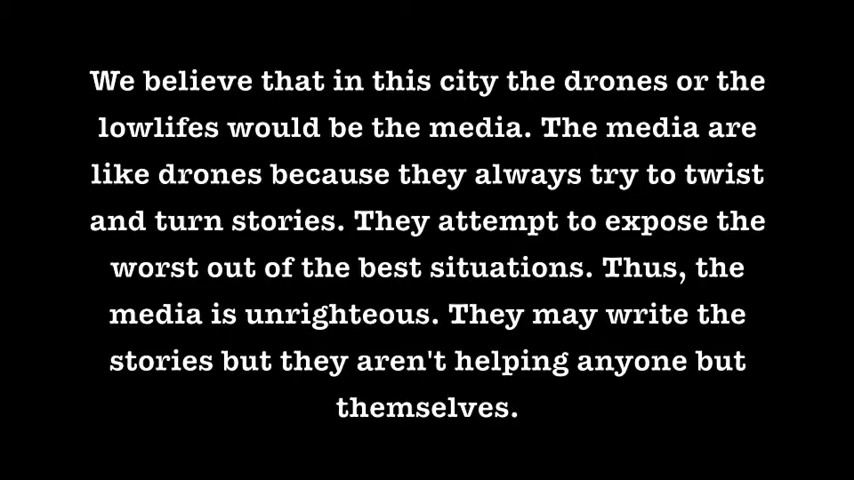 We believe that in this city the drones or the
lowlifes would be the media. The media are
like drones because they always try to twist
and turn stories. They attempt to expose the
worst out of the best situations. Thus, the
media is unrighteous. They may write the
stories but they aren't helping anyone but
themselves.